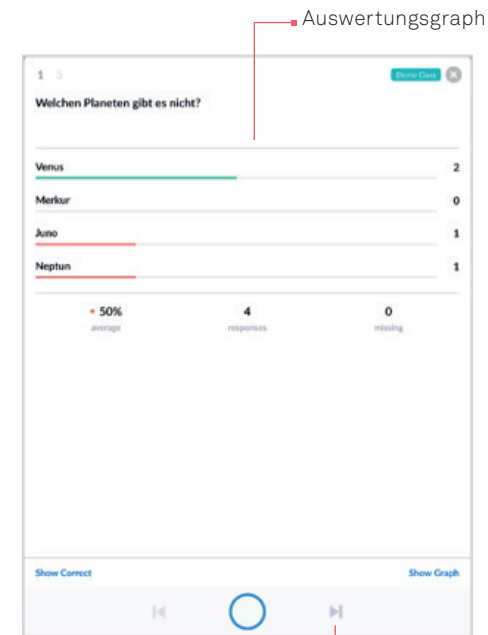 Auswertungsgraph
1 3
Demo Class
Welchen Planeten gibt es nicht?
Venus 2
Merkur 0
Juno 1
Neptun 1
50% 4 0
average responses missing
Show Correct Show Graph